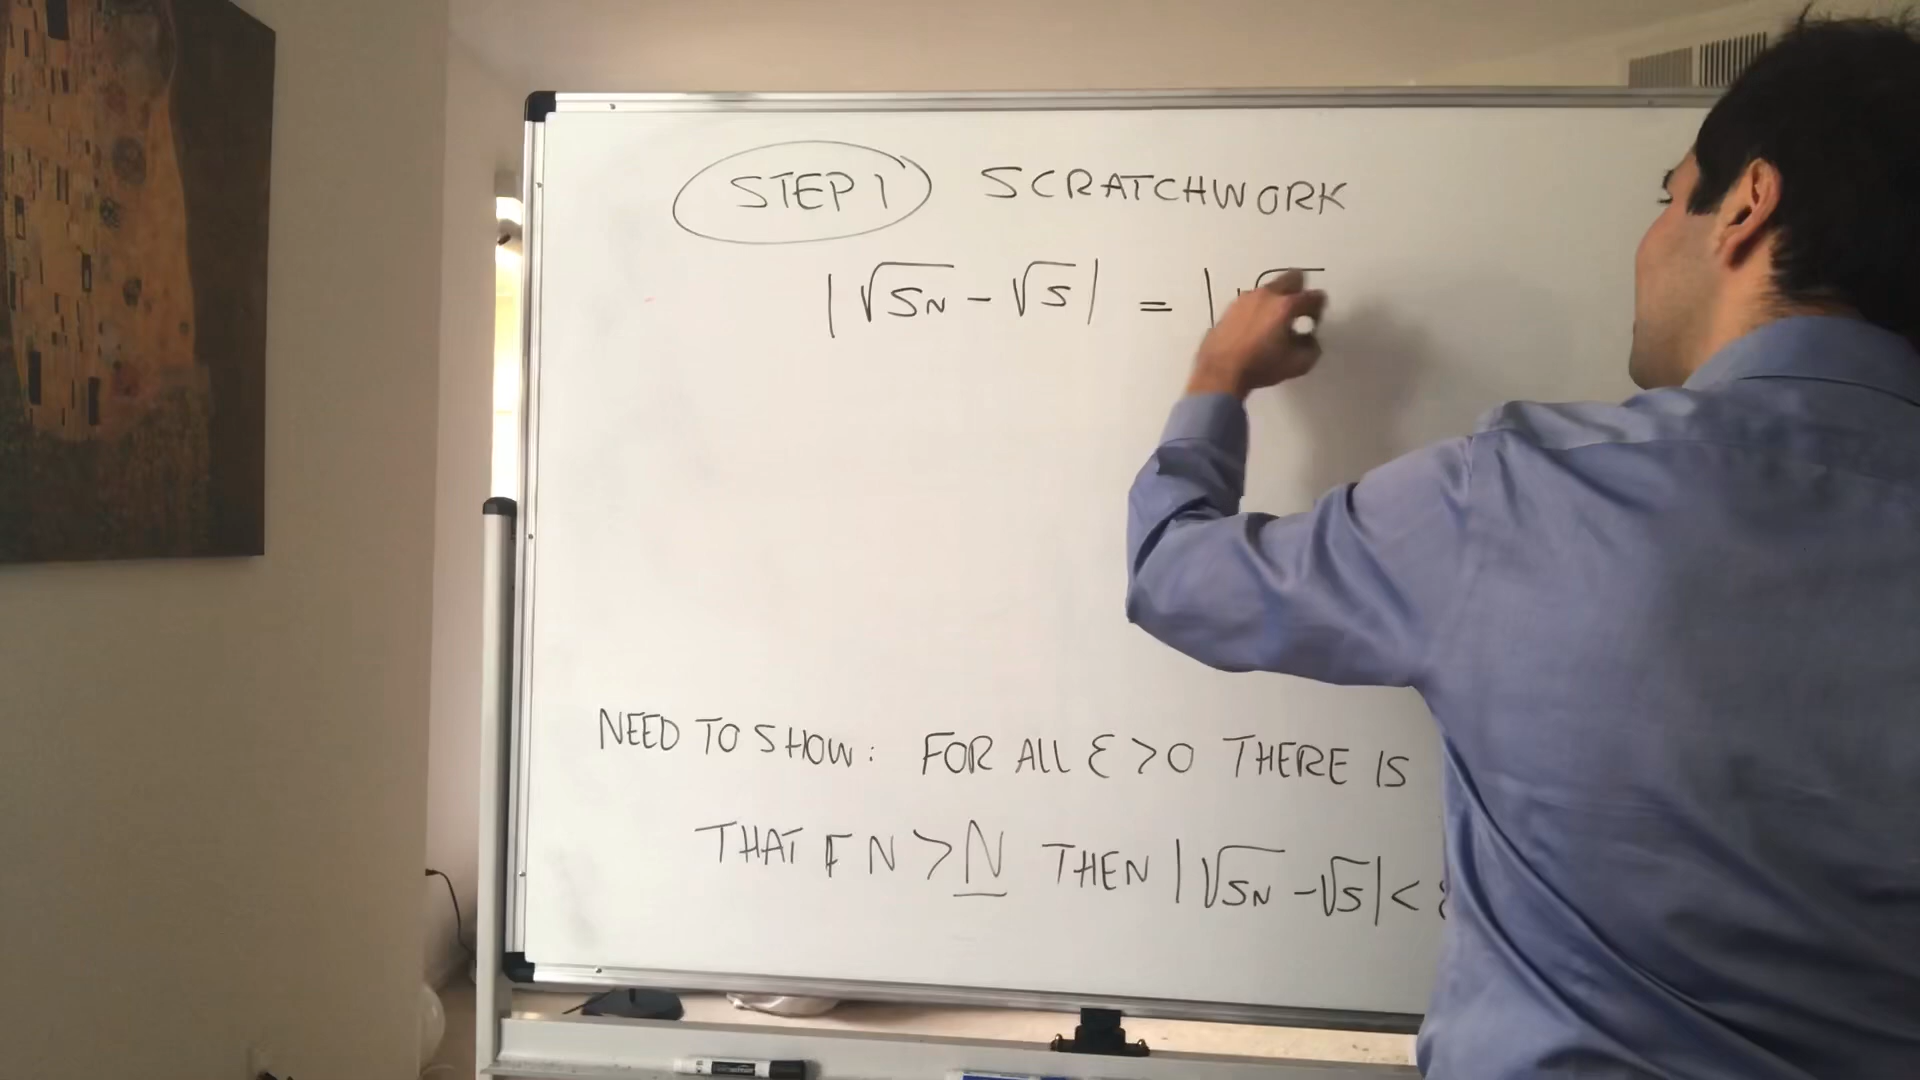 STEP 1 SCRATCHWORK
|√SN - √S| = |√
NEED TO SHOW: FOR ALL ε > 0 THERE IS
THAT IF N > N THEN |√SN - √S| <